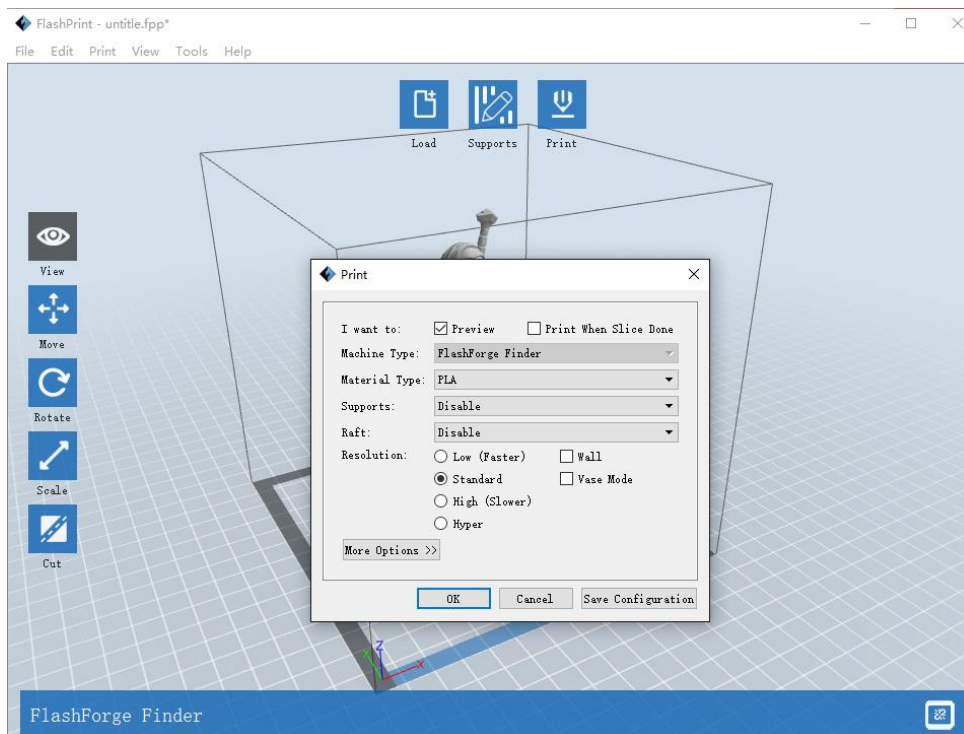 FlashPrint - untitle.fpp*
File Edit Print View Tools Help
Load Supports Print
View
Move
Rotate
Scale
Cut
Print
I want to: Preview Print When Slice Done
Machine Type: FlashForge Finder
Material Type: PLA
Supports: Disable
Raft: Disable
Resolution: Low (Faster) Wall
Standard Vase Mode
High (Slower)
Hyper
More Options >>
OK Cancel Save Configuration
Z
X
FlashForge Finder